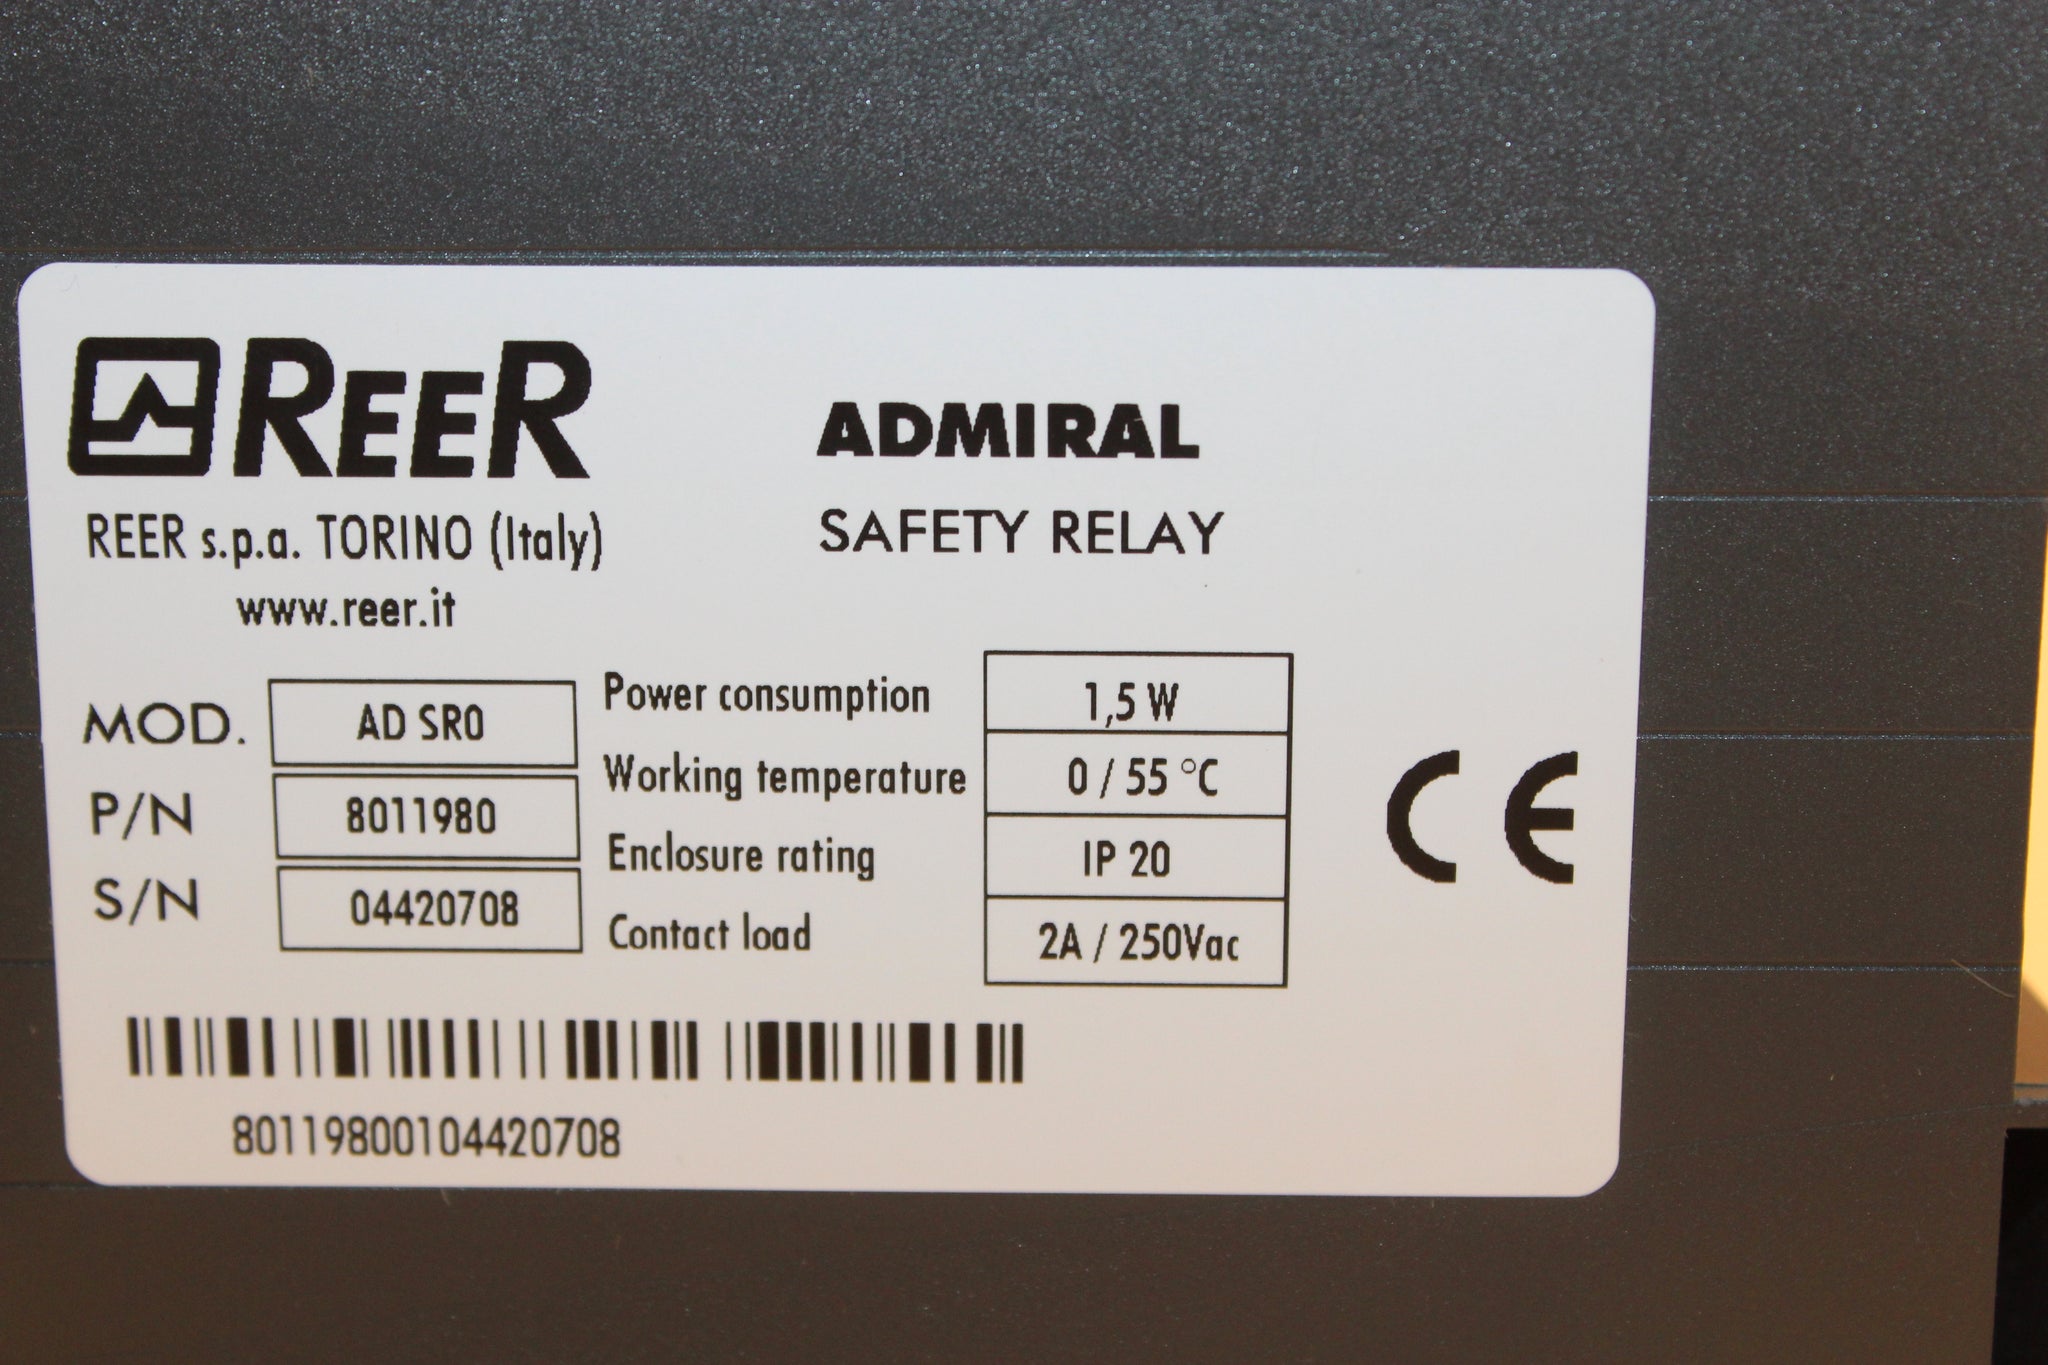 REER
REER s.p.a. TORINO (Italy)
www.reer.it
ADMIRAL
SAFETY RELAY
MOD. AD SR0
P/N 8011980
S/N 04420708
Power consumption 1,5 W
Working temperature 0 / 55 °C
Enclosure rating IP 20
Contact load 2A / 250Vac
CE
80119800104420708